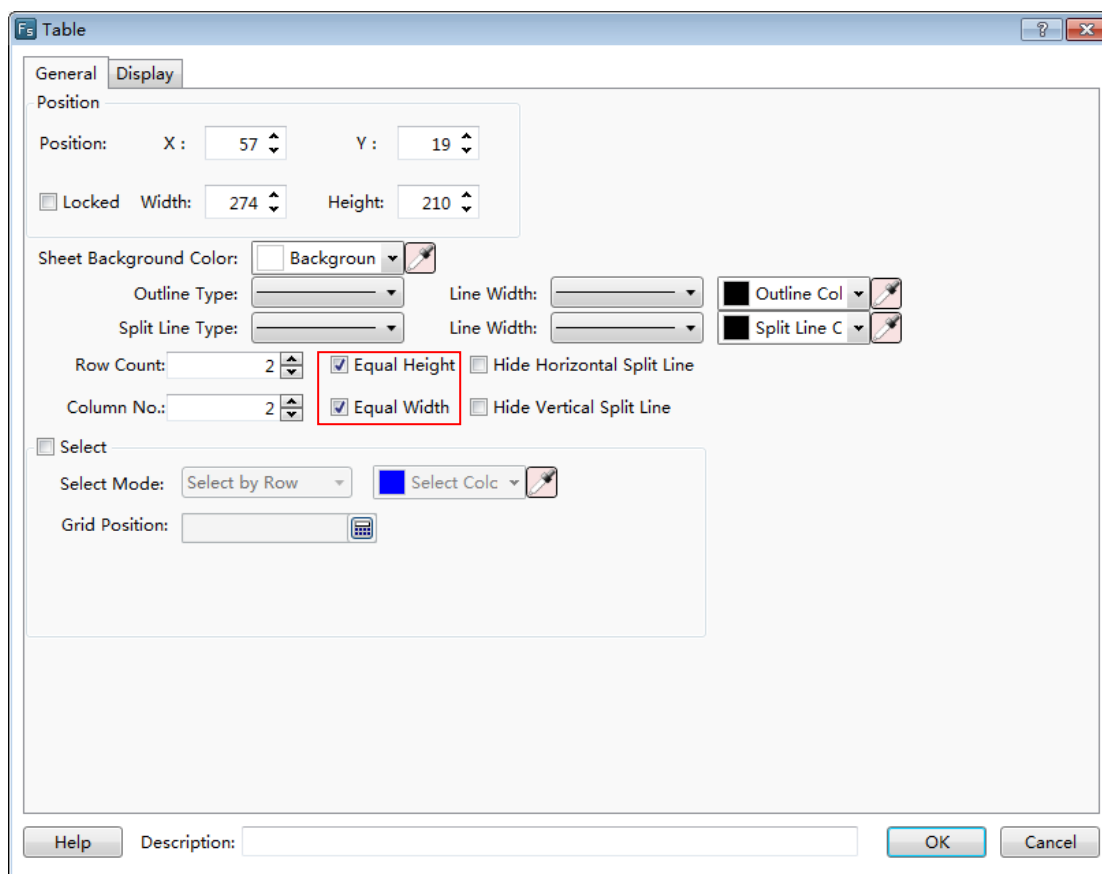 Fs Table
General Display
Position
Position: X : 57 Y : 19
Locked Width: 274 Height: 210
Sheet Background Color: Backgroun
Outline Type: Line Width: Outline Col
Split Line Type: Line Width: Split Line C
Row Count: 2 Equal Height Hide Horizontal Split Line
Column No.: 2 Equal Width Hide Vertical Split Line
Select
Select Mode: Select by Row Select Colc
Grid Position:
Help Description: OK Cancel